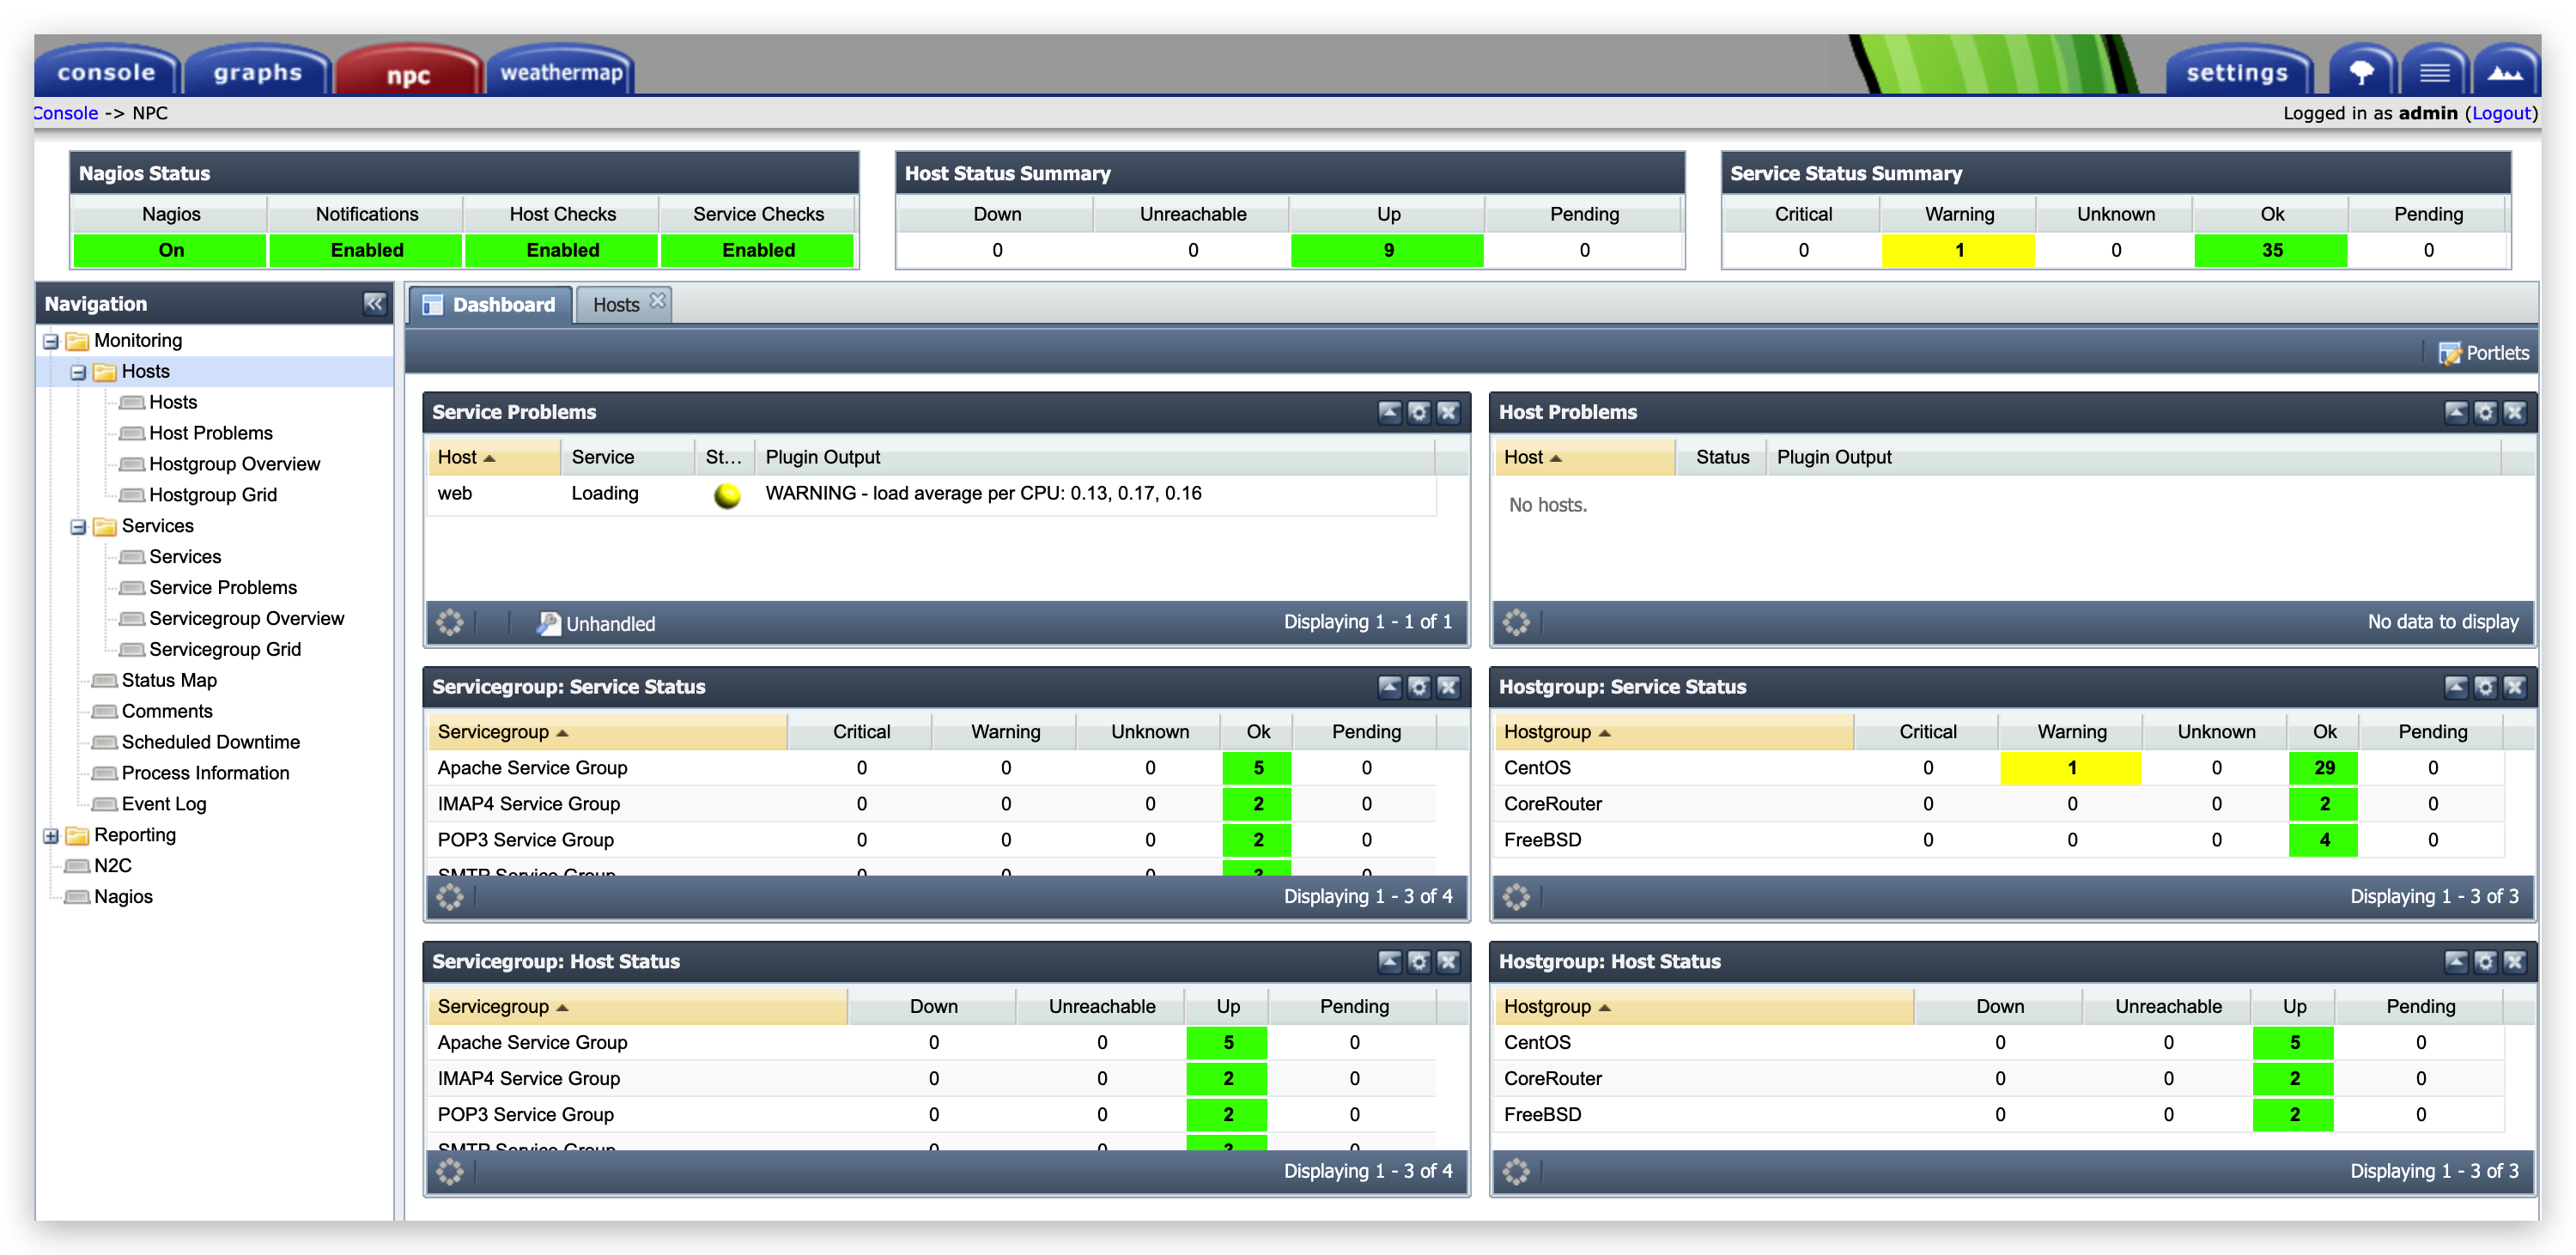 console graphs npc weathermap settings
Console -> NPC Logged in as admin (Logout)
Nagios Status
Nagios Notifications Host Checks Service Checks
On Enabled Enabled Enabled
Host Status Summary
Down Unreachable Up Pending
0 0 9 0
Service Status Summary
Critical Warning Unknown Ok Pending
0 1 0 35 0
Navigation
Monitoring
Hosts
Hosts
Host Problems
Hostgroup Overview
Hostgroup Grid
Services
Services
Service Problems
Servicegroup Overview
Servicegroup Grid
Status Map
Comments
Scheduled Downtime
Process Information
Event Log
Reporting
N2C
Nagios
Dashboard Hosts
Portlets
Service Problems
Host Service St... Plugin Output
web Loading WARNING - load average per CPU: 0.13, 0.17, 0.16
Unhandled Displaying 1 - 1 of 1
Host Problems
Host Status Plugin Output
No hosts.
No data to display
Servicegroup: Service Status
Servicegroup Critical Warning Unknown Ok Pending
Apache Service Group 0 0 0 5 0
IMAP4 Service Group 0 0 0 2 0
POP3 Service Group 0 0 0 2 0
SMTP Service Group 0 0 0 0
Displaying 1 - 3 of 4
Hostgroup: Service Status
Hostgroup Critical Warning Unknown Ok Pending
CentOS 0 1 0 29 0
CoreRouter 0 0 0 2 0
FreeBSD 0 0 0 4 0
Displaying 1 - 3 of 3
Servicegroup: Host Status
Servicegroup Down Unreachable Up Pending
Apache Service Group 0 0 5 0
IMAP4 Service Group 0 0 2 0
POP3 Service Group 0 0 2 0
SMTP Service Group 0 0 0
Displaying 1 - 3 of 4
Hostgroup: Host Status
Hostgroup Down Unreachable Up Pending
CentOS 0 0 5 0
CoreRouter 0 0 2 0
FreeBSD 0 0 2 0
Displaying 1 - 3 of 3